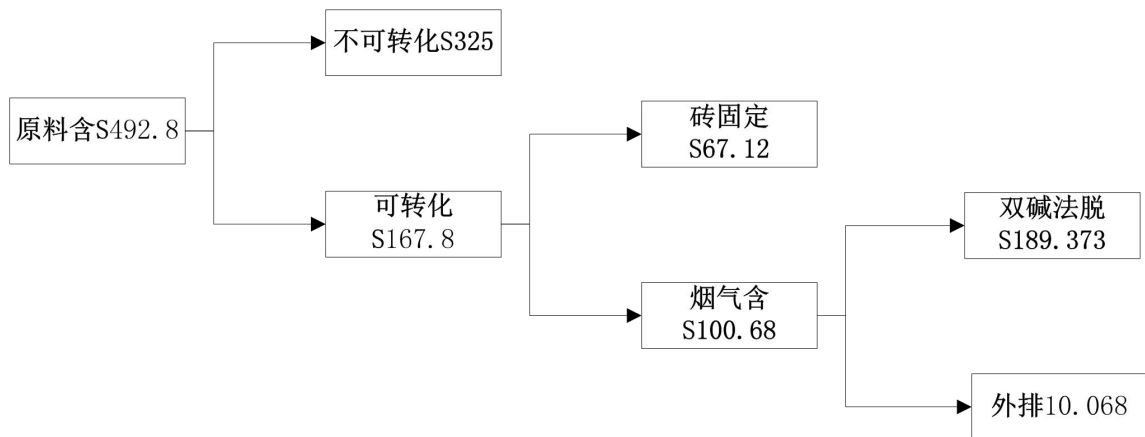 不可转化S325
原料含S492.8
砖固定
S67.12
可转化
S167.8
双碱法脱
S189.373
烟气含
S100.68
外排10.068